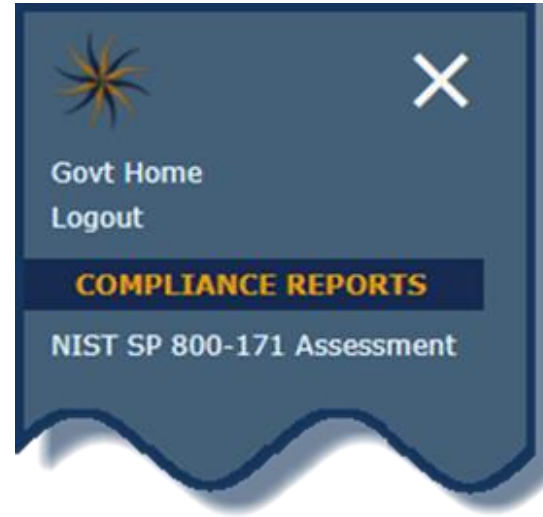 Govt Home
Logout
COMPLIANCE REPORTS
NIST SP 800-171 Assessment